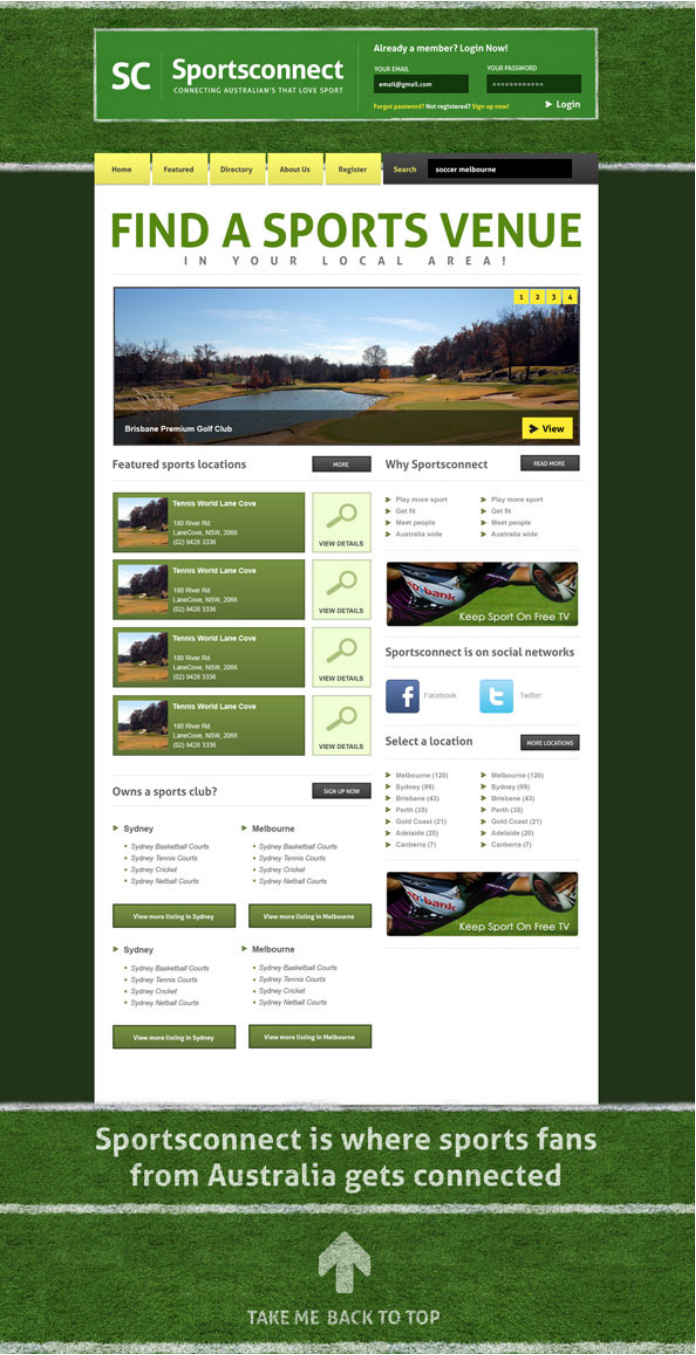 SC
Sportsconnect
CONNECTING AUSTRALIAN'S THAT LOVE SPORT
Already a member? Login Now!
YOUR EMAIL
YOUR PASSWORD
email@gmail.com
************
Forgot password? Not registered? Sign up now!
Login
Home
Featured
Directory
About Us
Register
Search
soccer melbourne
FIND A SPORTS VENUE
IN YOUR LOCAL AREA!
1 2 3 4
Brisbane Premium Golf Club
View
Featured sports locations
MORE
Tennis World Lane Cove
180 River Rd
LaneCove, NSW, 2066
(02) 9428 3336
VIEW DETAILS
Tennis World Lane Cove
180 River Rd
LaneCove, NSW, 2066
(02) 9428 3336
VIEW DETAILS
Tennis World Lane Cove
180 River Rd
LaneCove, NSW, 2066
(02) 9428 3336
VIEW DETAILS
Tennis World Lane Cove
180 River Rd
LaneCove, NSW, 2066
(02) 9428 3336
VIEW DETAILS
Owns a sports club?
SIGN UP NOW
Sydney
Sydney Basketball Courts
Sydney Tennis Courts
Sydney Cricket
Sydney Netball Courts
View more listing in Sydney
Melbourne
Sydney Basketball Courts
Sydney Tennis Courts
Sydney Cricket
Sydney Netball Courts
View more listing in Melbourne
Sydney
Sydney Basketball Courts
Sydney Tennis Courts
Sydney Cricket
Sydney Netball Courts
View more listing in Sydney
Melbourne
Sydney Basketball Courts
Sydney Tennis Courts
Sydney Cricket
Sydney Netball Courts
View more listing in Melbourne
Why Sportsconnect
READ MORE
Play more sport
Get fit
Meet people
Australia wide
Play more sport
Get fit
Meet people
Australia wide
Keep Sport On Free TV
Sportsconnect is on social networks
Facebook
Twitter
Select a location
MORE LOCATIONS
Melbourne (120)
Sydney (99)
Brisbane (43)
Perth (38)
Gold Coast (21)
Adelaide (20)
Canberra (7)
Melbourne (120)
Sydney (99)
Brisbane (43)
Perth (38)
Gold Coast (21)
Adelaide (20)
Canberra (7)
Keep Sport On Free TV
Sportsconnect is where sports fans
from Australia gets connected
TAKE ME BACK TO TOP